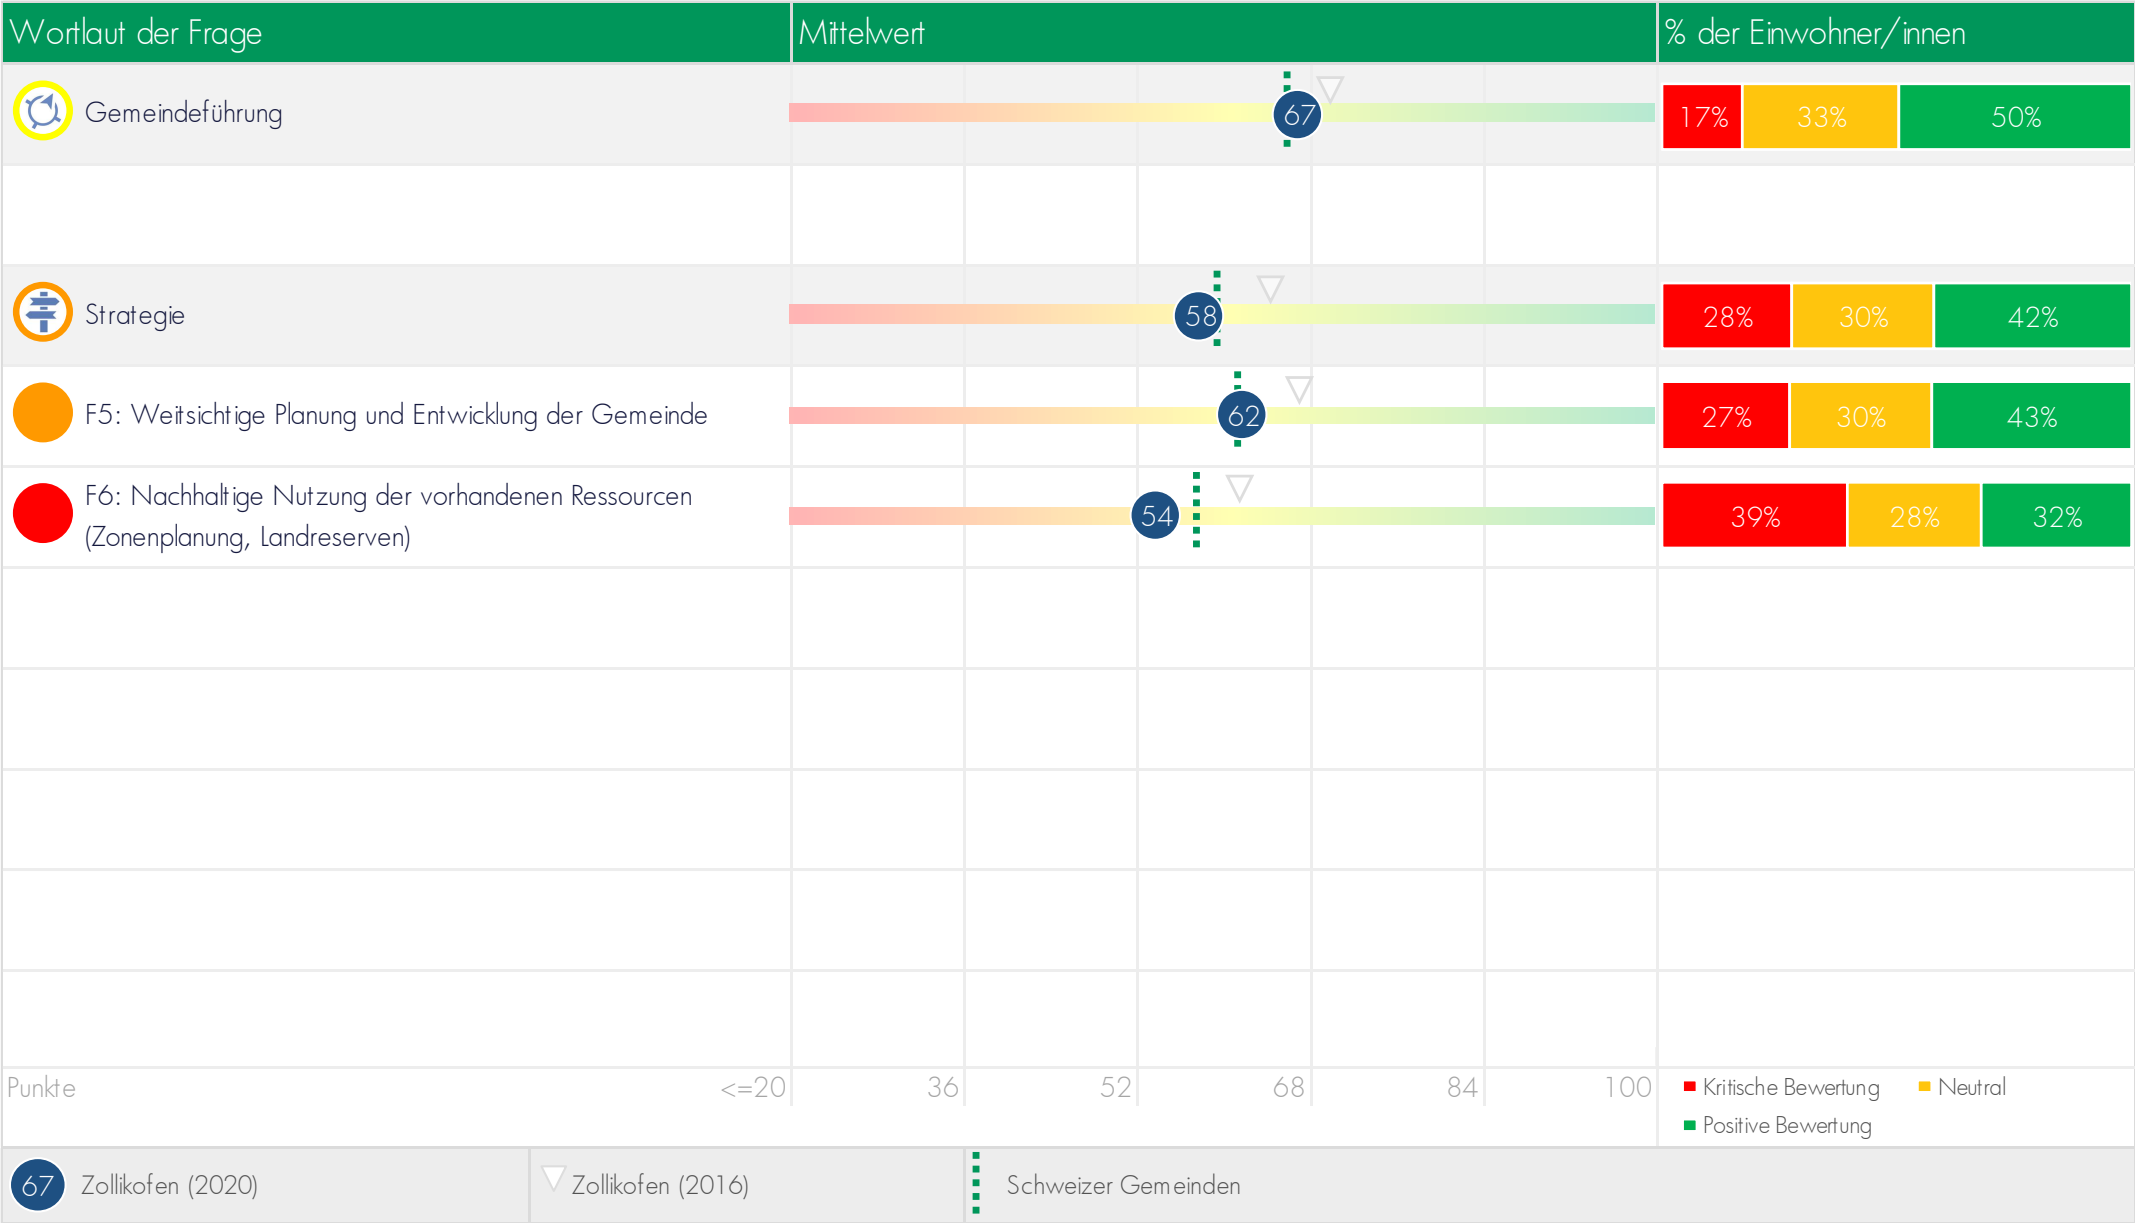 Wortlaut der Frage
Mittelwert
% der Einwohner/innen
Gemeindeführung
67
17%
33%
50%
Strategie
58
28%
30%
42%
F5: Weitsichtige Planung und Entwicklung der Gemeinde
62
27%
30%
43%
F6: Nachhaltige Nutzung der vorhandenen Ressourcen
(Zonenplanung, Landreserven)
54
39%
28%
32%
Punkte
<=20
36
52
68
84
100
Kritische Bewertung
Neutral
Positive Bewertung
67
Zollikofen (2020)
Zollikofen (2016)
Schweizer Gemeinden